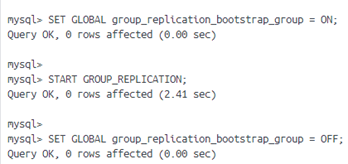 mysql> SET GLOBAL group_replication_bootstrap_group = ON;
Query OK, 0 rows affected (0.00 sec)
mysql>
mysql> START GROUP_REPLICATION;
Query OK, 0 rows affected (2.41 sec)
mysql>
mysql> SET GLOBAL group_replication_bootstrap_group = OFF;
Query OK, 0 rows affected (0.00 sec)